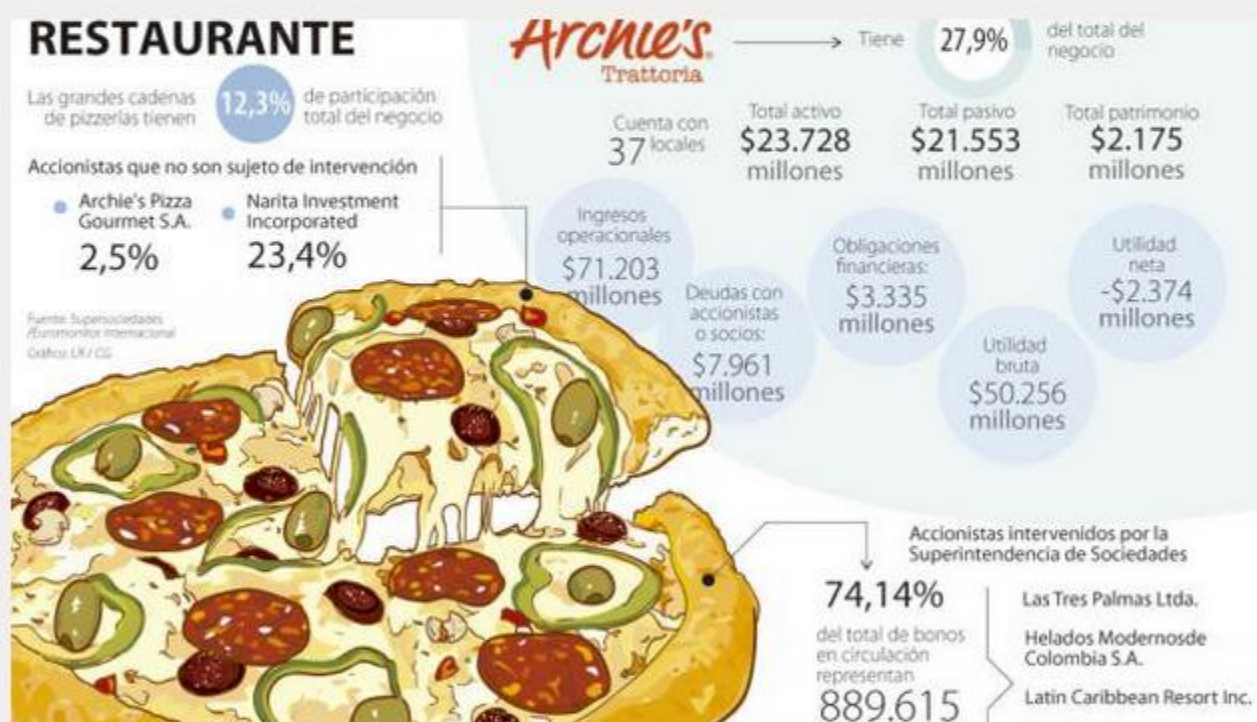 RESTAURANTE
Las grandes cadenas
de pizzerías tienen
12,3%
de participación
total del negocio
Accionistas que no son sujeto de intervención
Archie's Pizza
Gourmet S.A.
2,5%
Narita Investment
Incorporated
23,4%
Fuente: Supersociedades
/Euromonitor internacional
Gráfico: LR / CG
Archie's
Trattoria
Tiene
27,9%
del total del
negocio
Cuenta con
37 locales
Total activo
$23.728
millones
Total pasivo
$21.553
millones
Total patrimonio
$2.175
millones
Ingresos
operacionales
$71.203
millones
Deudas con
accionistas
o socios:
$7.961
millones
Obligaciones
financieras:
$3.335
millones
Utilidad
bruta
$50.256
millones
Utilidad
neta
-$2.374
millones
Accionistas intervenidos por la
Superintendencia de Sociedades
74,14%
del total de bonos
en circulación
representan
889.615
Las Tres Palmas Ltda.
Helados Modernosde
Colombia S.A.
Latin Caribbean Resort Inc.